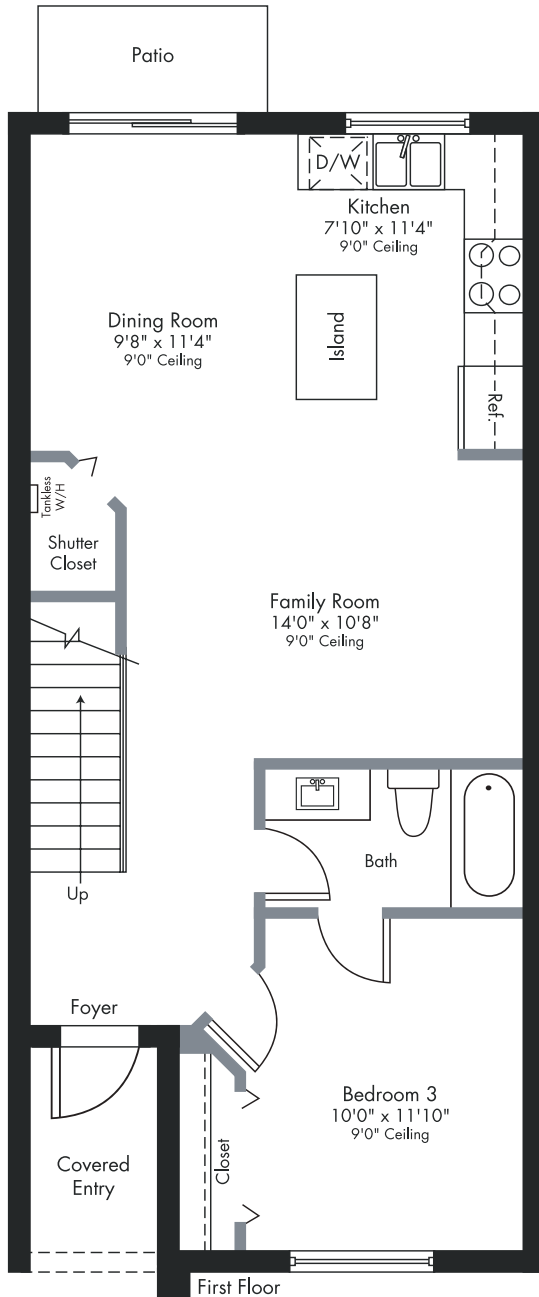 Patio
D/W
Kitchen
7'10" x 11'4"
9'0" Ceiling
Dining Room
9'8" x 11'4"
9'0" Ceiling
Island
Ref.
Tankless
W/H
Shutter
Closet
Family Room
14'0" x 10'8"
9'0" Ceiling
Up
Bath
Foyer
Bedroom 3
10'0" x 11'10"
9'0" Ceiling
Closet
Covered
Entry
First Floor